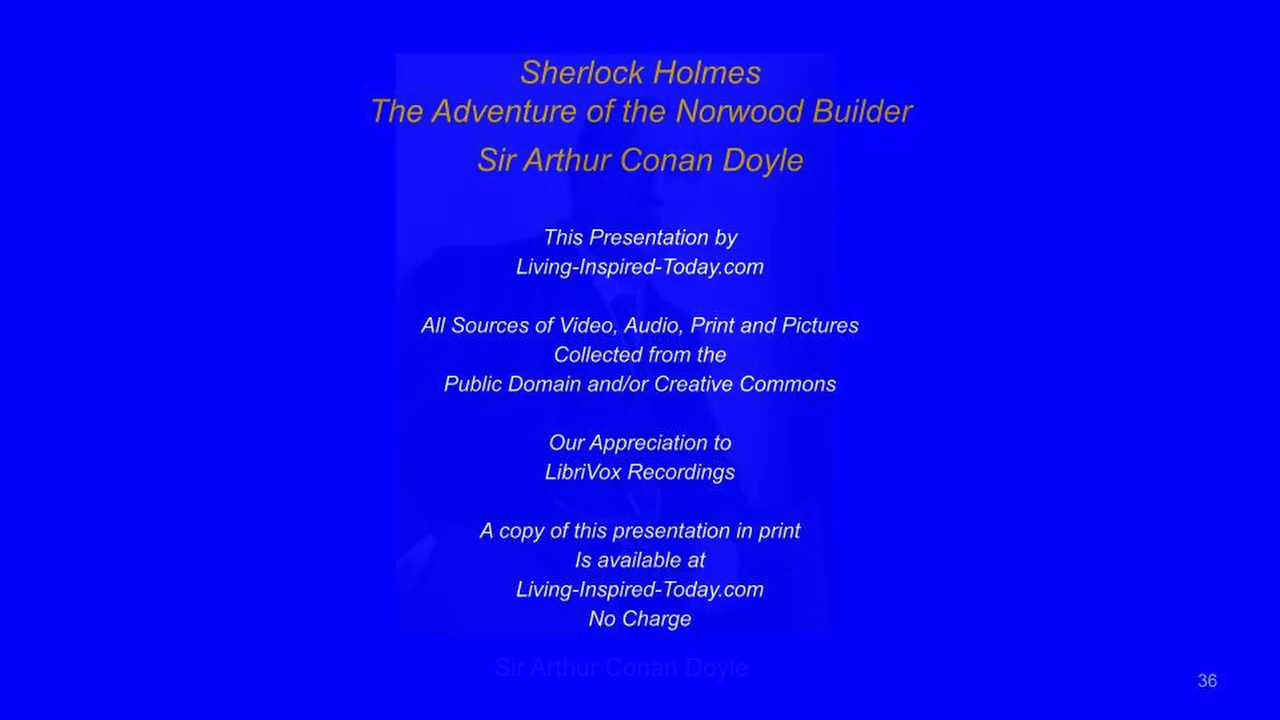 Sherlock Holmes
The Adventure of the Norwood Builder
Sir Arthur Conan Doyle
This Presentation by
Living-Inspired-Today.com
All Sources of Video, Audio, Print and Pictures
Collected from the
Public Domain and/or Creative Commons
Our Appreciation to
LibriVox Recordings
A copy of this presentation in print
Is available at
Living-Inspired-Today.com
No Charge
Sir Arthur Conan Doyle
36